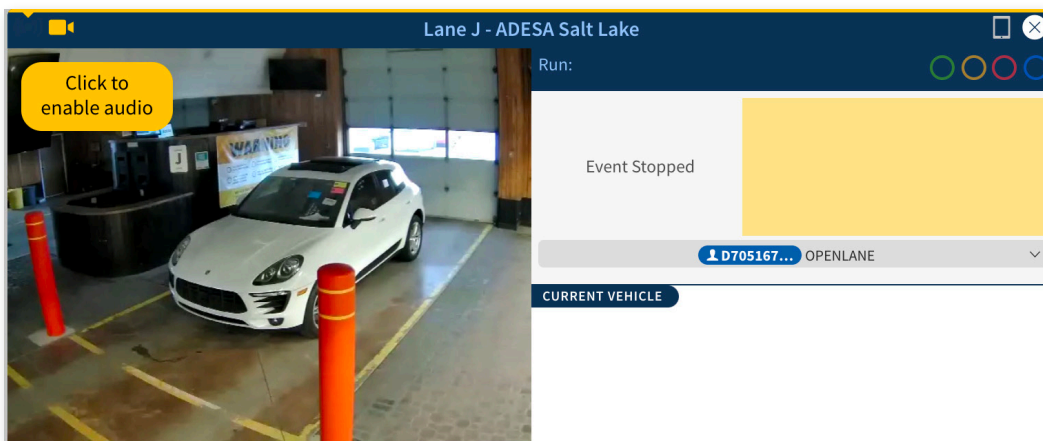 Lane J - ADESA Salt Lake
Click to
enable audio
Run:
WARNING
J
Event Stopped
D705167... OPENLANE
CURRENT VEHICLE